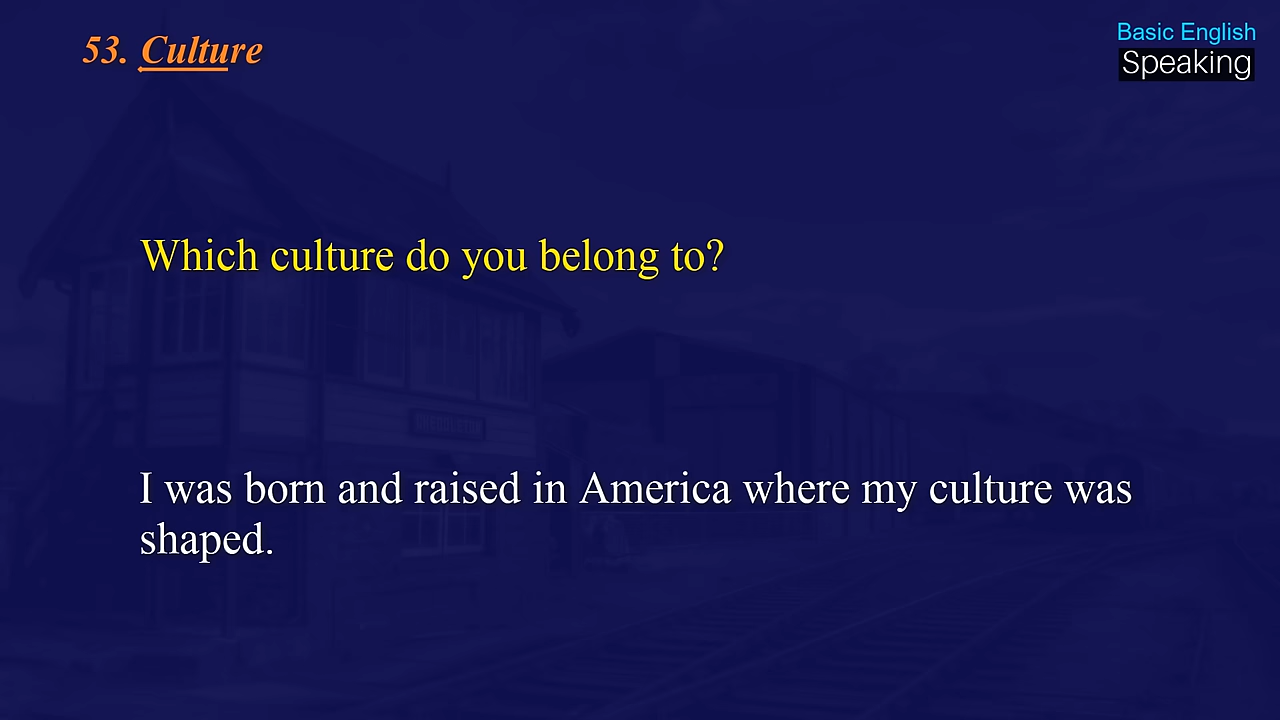 53. Culture
Basic English
Speaking
Which culture do you belong to?
I was born and raised in America where my culture was
shaped.